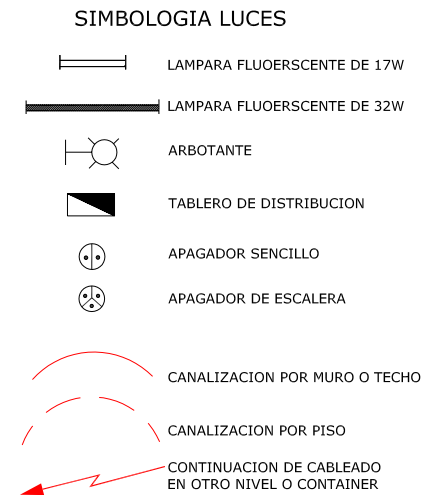 SIMBOLOGIA LUCES
LAMPARA FLUOERSCENTE DE 17W
LAMPARA FLUOERSCENTE DE 32W
ARBOTANTE
TABLERO DE DISTRIBUCION
APAGADOR SENCILLO
APAGADOR DE ESCALERA
CANALIZACION POR MURO O TECHO
CANALIZACION POR PISO
CONTINUACION DE CABLEADO
EN OTRO NIVEL O CONTAINER